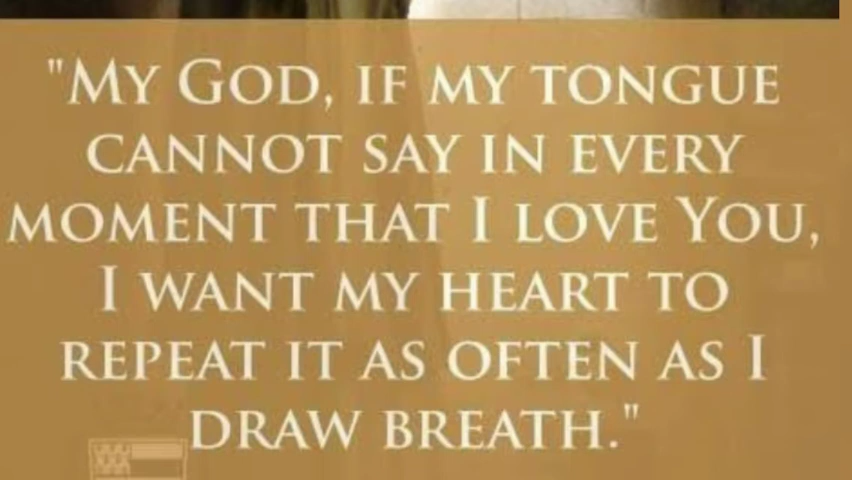 "My God, if my tongue
cannot say in every
moment that I love You,
I want my heart to
repeat it as often as I
draw breath."